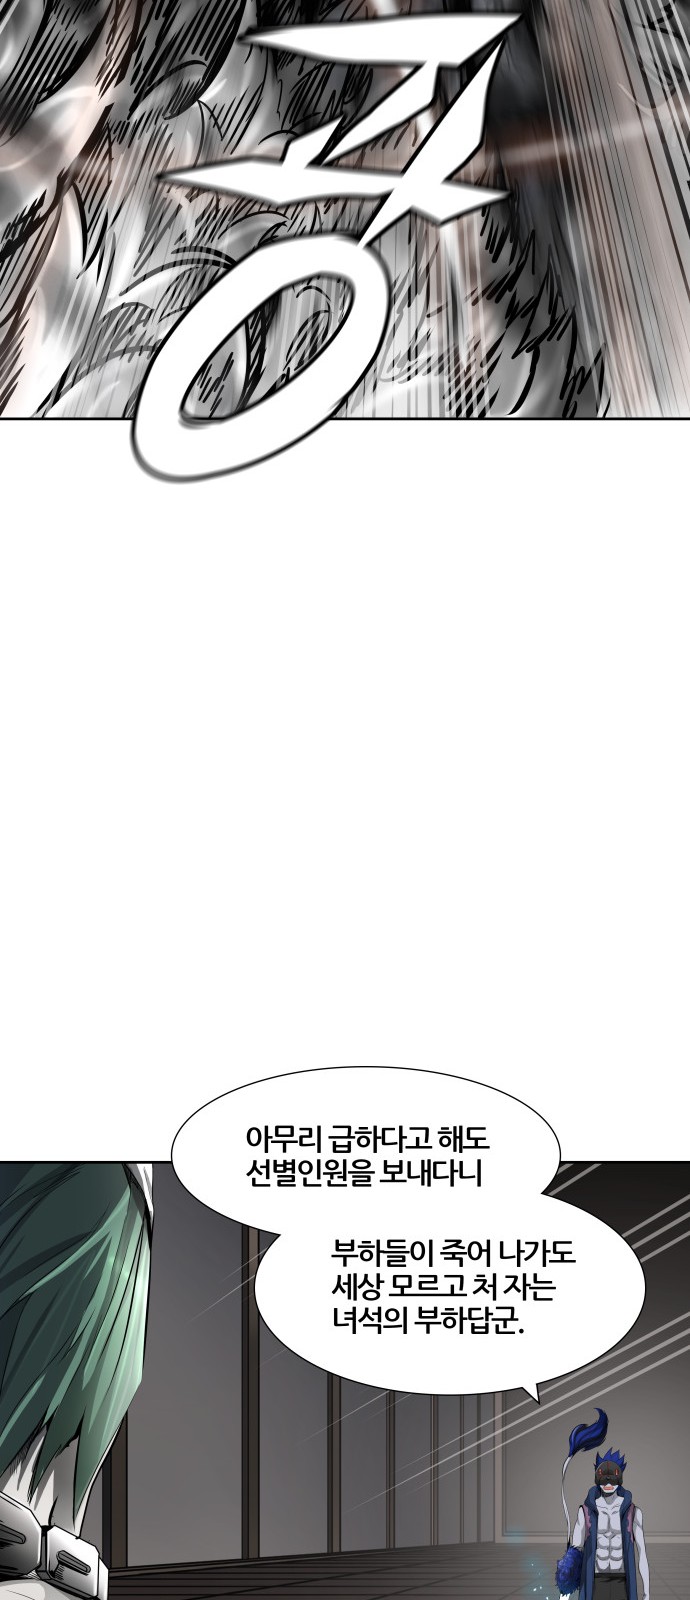 쿠
아무리 급하다고 해도
선별인원을 보내다니
부하들이 죽어 나가도
세상 모르고 처 자는
녀석의 부하답군.